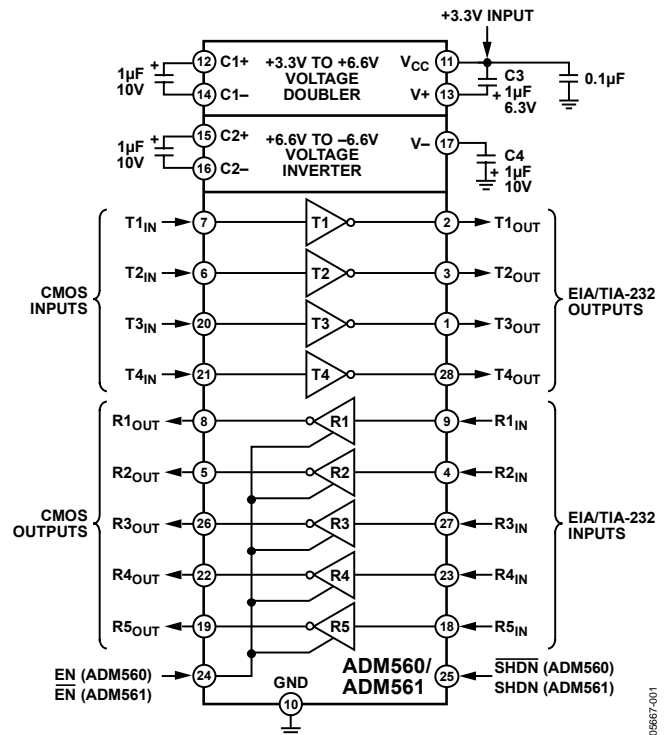 +3.3V INPUT
12 C1+ +3.3V TO +6.6V VOLTAGE DOUBLER VCC 11
1µF 10V +
14 C1– V+ 13
C3 + 1µF 6.3V
0.1µF
15 C2+ +6.6V TO –6.6V VOLTAGE INVERTER V– 17
1µF 10V +
16 C2–
C4 + 1µF 10V
CMOS INPUTS
T1IN 7 T1 2 T1OUT
T2IN 6 T2 3 T2OUT
T3IN 20 T3 1 T3OUT
T4IN 21 T4 28 T4OUT
EIA/TIA-232 OUTPUTS
CMOS OUTPUTS
R1OUT 8 R1 9 R1IN
R2OUT 5 R2 4 R2IN
R3OUT 26 R3 27 R3IN
R4OUT 22 R4 23 R4IN
R5OUT 19 R5 18 R5IN
EIA/TIA-232 INPUTS
EN (ADM560)
E̅N̅ (ADM561)
24
GND
10
ADM560/
ADM561
25
S̅H̅D̅N̅ (ADM560)
SHDN (ADM561)
05667-001